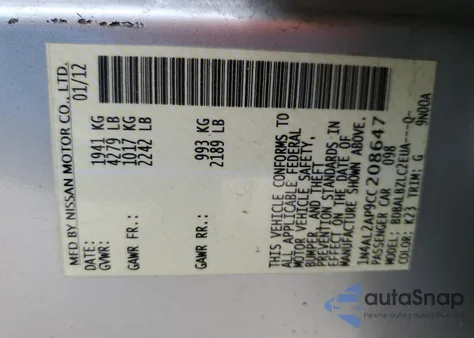 MFD BY NISSAN MOTOR CO., LTD.
DATE: 01/12
GVWR: 1941 KG
4279 LB
GAWR FR.: 1017 KG
2242 LB
GAWR RR.: 993 KG
2189 LB
THIS VEHICLE CONFORMS TO
ALL APPLICABLE FEDERAL
MOTOR VEHICLE SAFETY,
BUMPER, AND THEFT
PREVENTION STANDARDS IN
EFFECT ON THE DATE OF
MANUFACTURE SHOWN ABOVE.
1N4AL2AP9CC208647
PASSENGER CAR 098
MODEL: BDBALBZLCZEUA---Q-
COLOR: K23 TRIM: G 9N00A
autoSnap